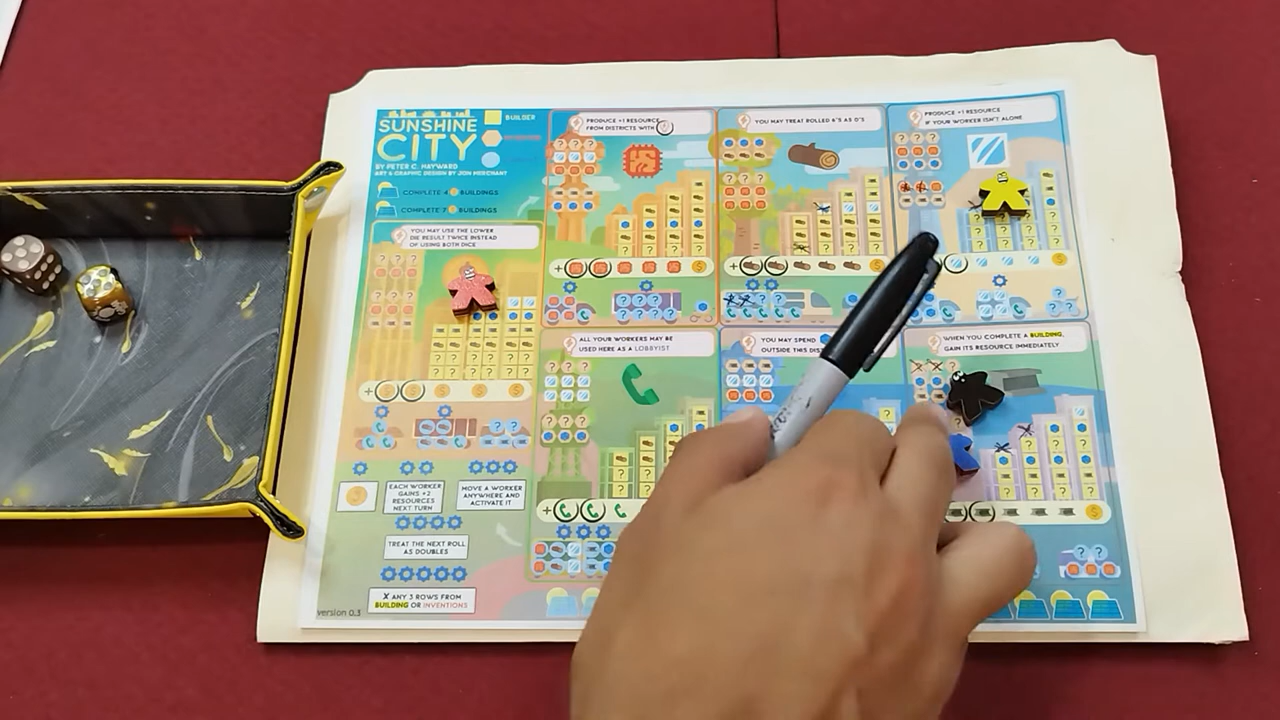 SUNSHINE
CITY
BY PETER C. HAYWARD
ART & GRAPHIC DESIGN BY JON MERCHANT
BUILDER
COMPLETE 4 BUILDINGS
COMPLETE 7 BUILDINGS
PRODUCE +1 RESOURCE
FROM DISTRICTS WITH
YOU MAY TREAT ROLLED 6'S AS 0'S
PRODUCE +1 RESOURCE
IF YOUR WORKER ISN'T ALONE
YOU MAY USE THE LOWER
DIE RESULT TWICE INSTEAD
OF USING BOTH DICE
ALL YOUR WORKERS MAY BE
USED HERE AS A LOBBYIST
YOU MAY SPEND
OUTSIDE THIS
WHEN YOU COMPLETE A BUILDING,
GAIN ITS RESOURCE IMMEDIATELY
EACH WORKER
GAINS +2
RESOURCES
NEXT TURN
MOVE A WORKER
ANYWHERE AND
ACTIVATE IT
TREAT THE NEXT ROLL
AS DOUBLES
X ANY 3 ROWS FROM
BUILDING OR INVENTIONS
version 0.3